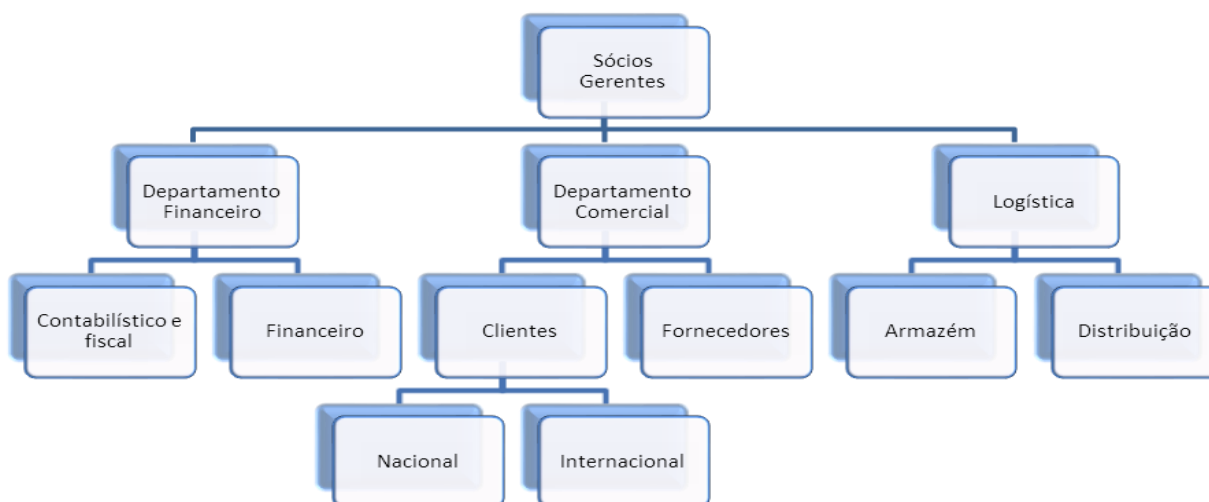 Sócios
Gerentes
Departamento
Financeiro
Departamento
Comercial
Logística
Contabilístico e
fiscal
Financeiro
Clientes
Fornecedores
Armazém
Distribuição
Nacional
Internacional